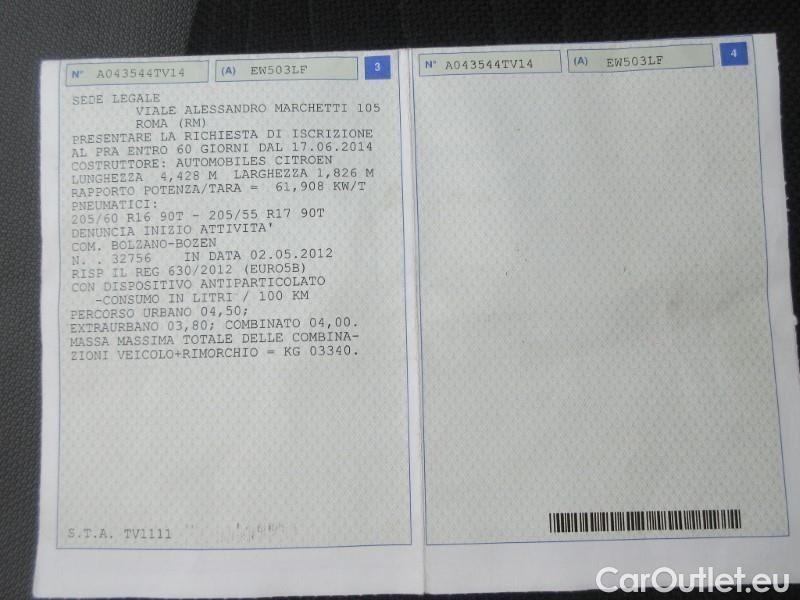 N° A043544TV14 (A) EW503LF 3
SEDE LEGALE
VIALE ALESSANDRO MARCHETTI 105
ROMA (RM)
PRESENTARE LA RICHIESTA DI ISCRIZIONE
AL PRA ENTRO 60 GIORNI DAL 17.06.2014
COSTRUTTORE: AUTOMOBILES CITROEN
LUNGHEZZA 4,428 M LARGHEZZA 1,826 M
RAPPORTO POTENZA/TARA = 61,908 KW/T
PNEUMATICI:
205/60 R16 90T - 205/55 R17 90T
DENUNCIA INIZIO ATTIVITA'
COM. BOLZANO-BOZEN
N. . 32756 IN DATA 02.05.2012
RISP IL REG 630/2012 (EURO5B)
CON DISPOSITIVO ANTIPARTICOLATO
-CONSUMO IN LITRI / 100 KM
PERCORSO URBANO 04,50;
EXTRAURBANO 03,80; COMBINATO 04,00.
MASSA MASSIMA TOTALE DELLE COMBINA-
ZIONI VEICOLO+RIMORCHIO = KG 03340.
S.T.A. TV1111
N° A043544TV14 (A) EW503LF 4
CarOutlet.eu